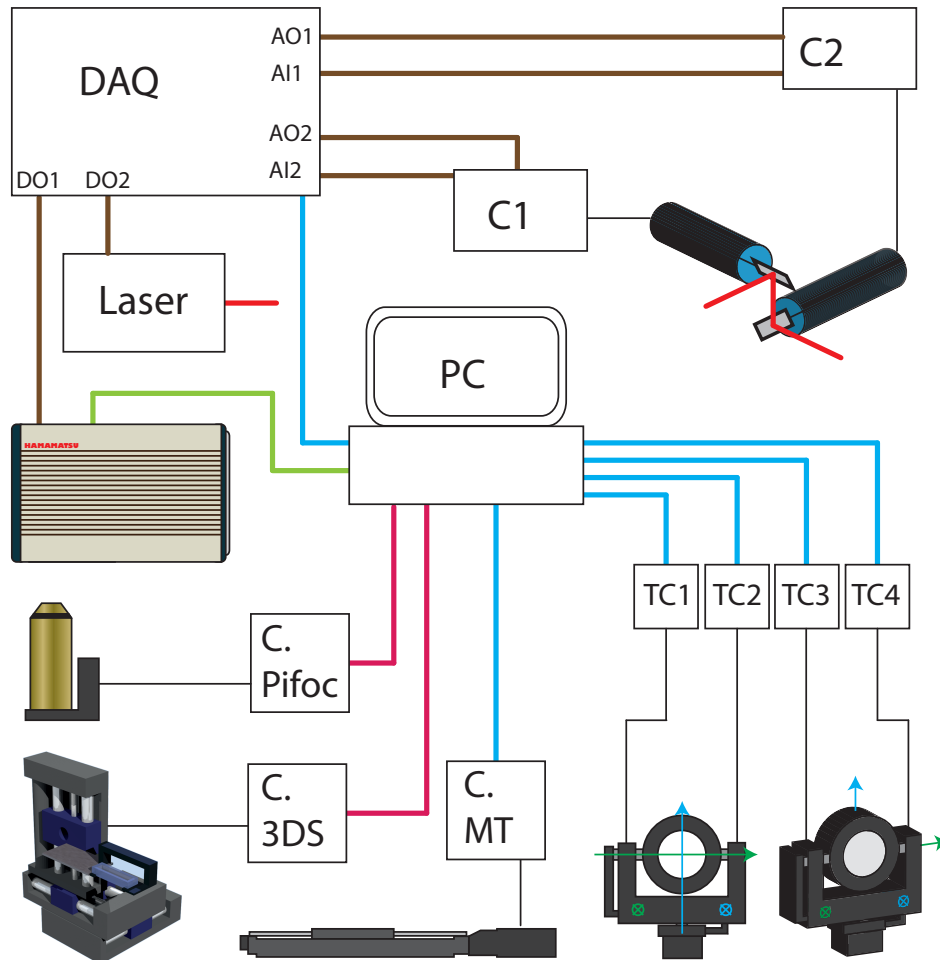 AO1
C2
DAQ
AI1
AO2
AI2
DO1 DO2
C1
Laser
PC
HAMAMATSU
TC1 TC2 TC3 TC4
C.
Pifoc
C.
3DS
C.
MT